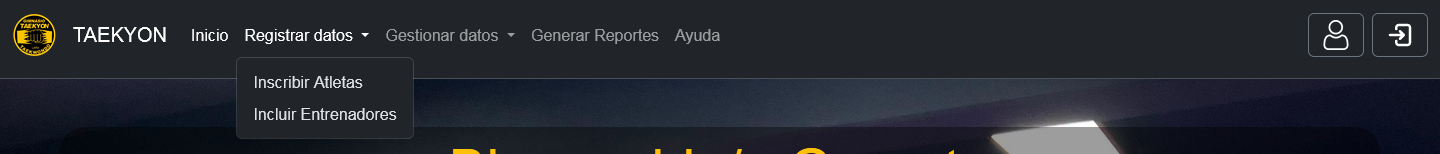 TAEKYON
Inicio
Registrar datos
Gestionar datos
Generar Reportes
Ayuda
Inscribir Atletas
Incluir Entrenadores